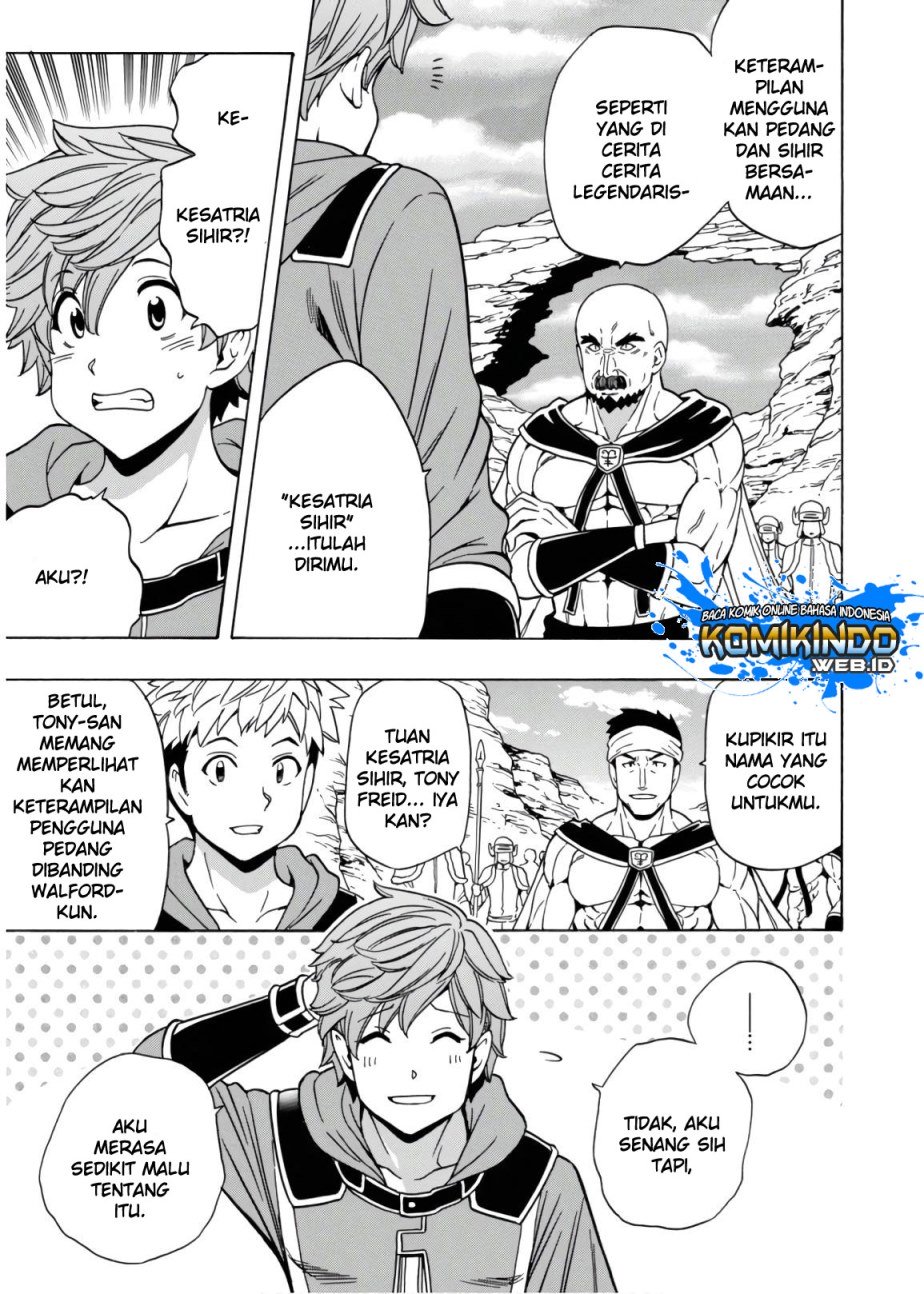 KETERAM-
PILAN
MENGGUNA
KAN PEDANG
DAN SIHIR
BERSA-
MAAN...
SEPERTI
YANG DI
CERITA
CERITA
LEGENDARIS-
"KESATRIA
SIHIR"
...ITULAH
DIRIMU.
KE-
KESATRIA
SIHIR?!
AKU?!
BACA KOMIK ONLINE BAHASA INDONESIA
KOMIKINDO
WEB.ID
KUPIKIR ITU
NAMA YANG
COCOK
UNTUKMU.
TUAN
KESATRIA
SIHIR, TONY
FREID... IYA
KAN?
BETUL,
TONY-SAN
MEMANG
MEMPERLIHAT
KAN
KETERAMPILAN
PENGGUNA
PEDANG
DIBANDING
WALFORD-
KUN.
TIDAK, AKU
SENANG SIH
TAPI,
AKU
MERASA
SEDIKIT MALU
TENTANG
ITU.